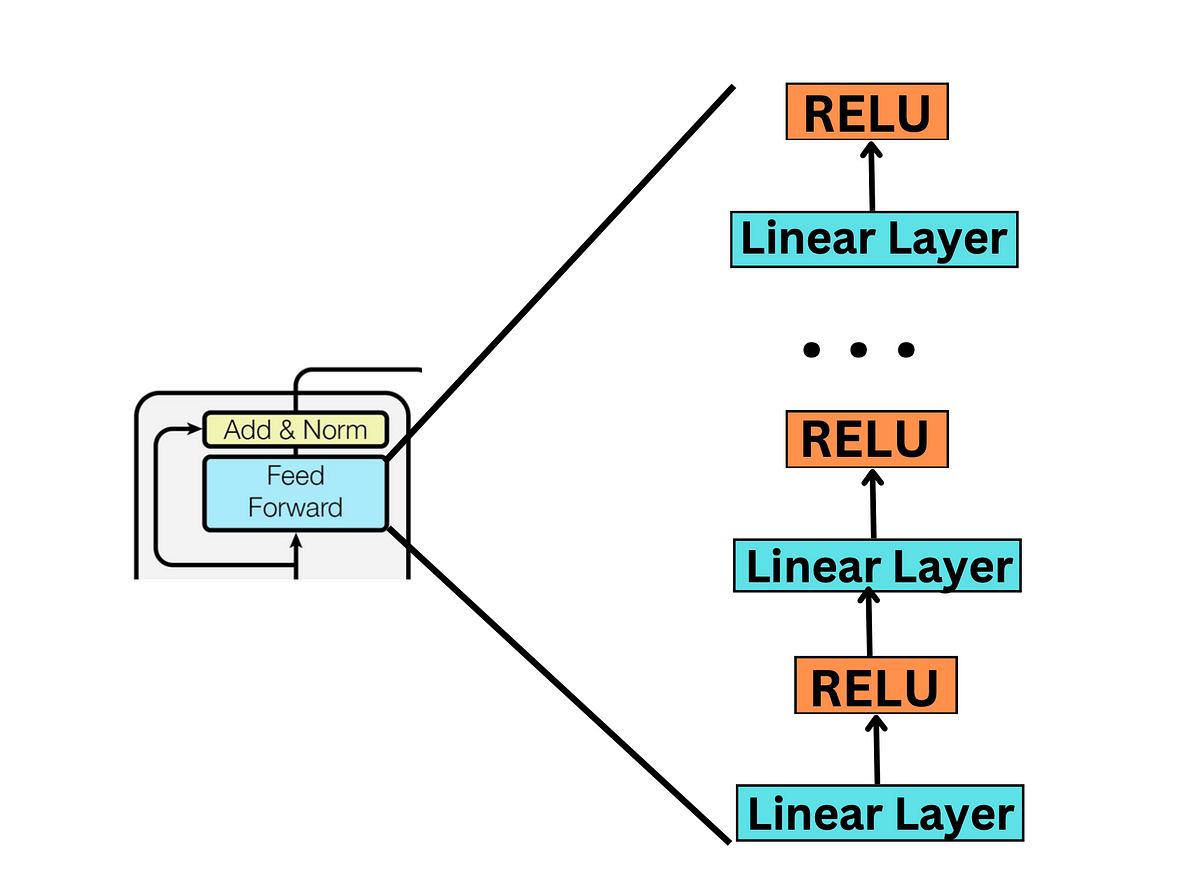 Add & Norm
Feed
Forward
RELU
Linear Layer
RELU
Linear Layer
RELU
Linear Layer